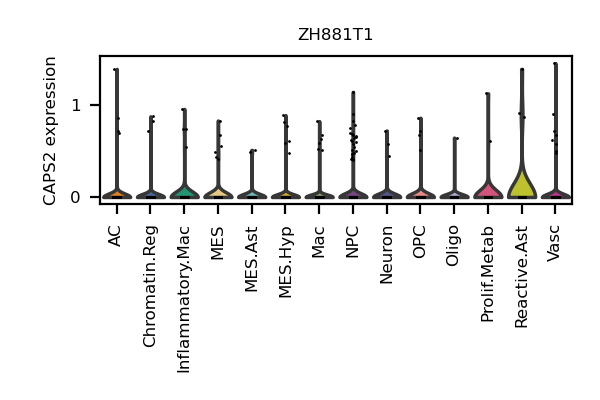 ZH881T1
CAPS2 expression
1
0
AC
Chromatin.Reg
Inflammatory.Mac
MES
MES.Ast
MES.Hyp
Mac
NPC
Neuron
OPC
Oligo
Prolif.Metab
Reactive.Ast
Vasc